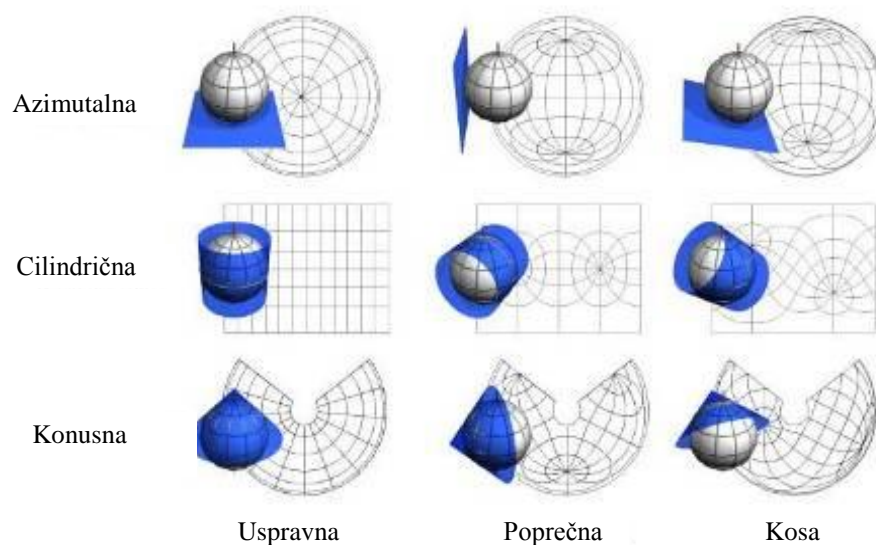 Azimutalna
Cilindrična
Konusna
Uspravna
Poprečna
Kosa